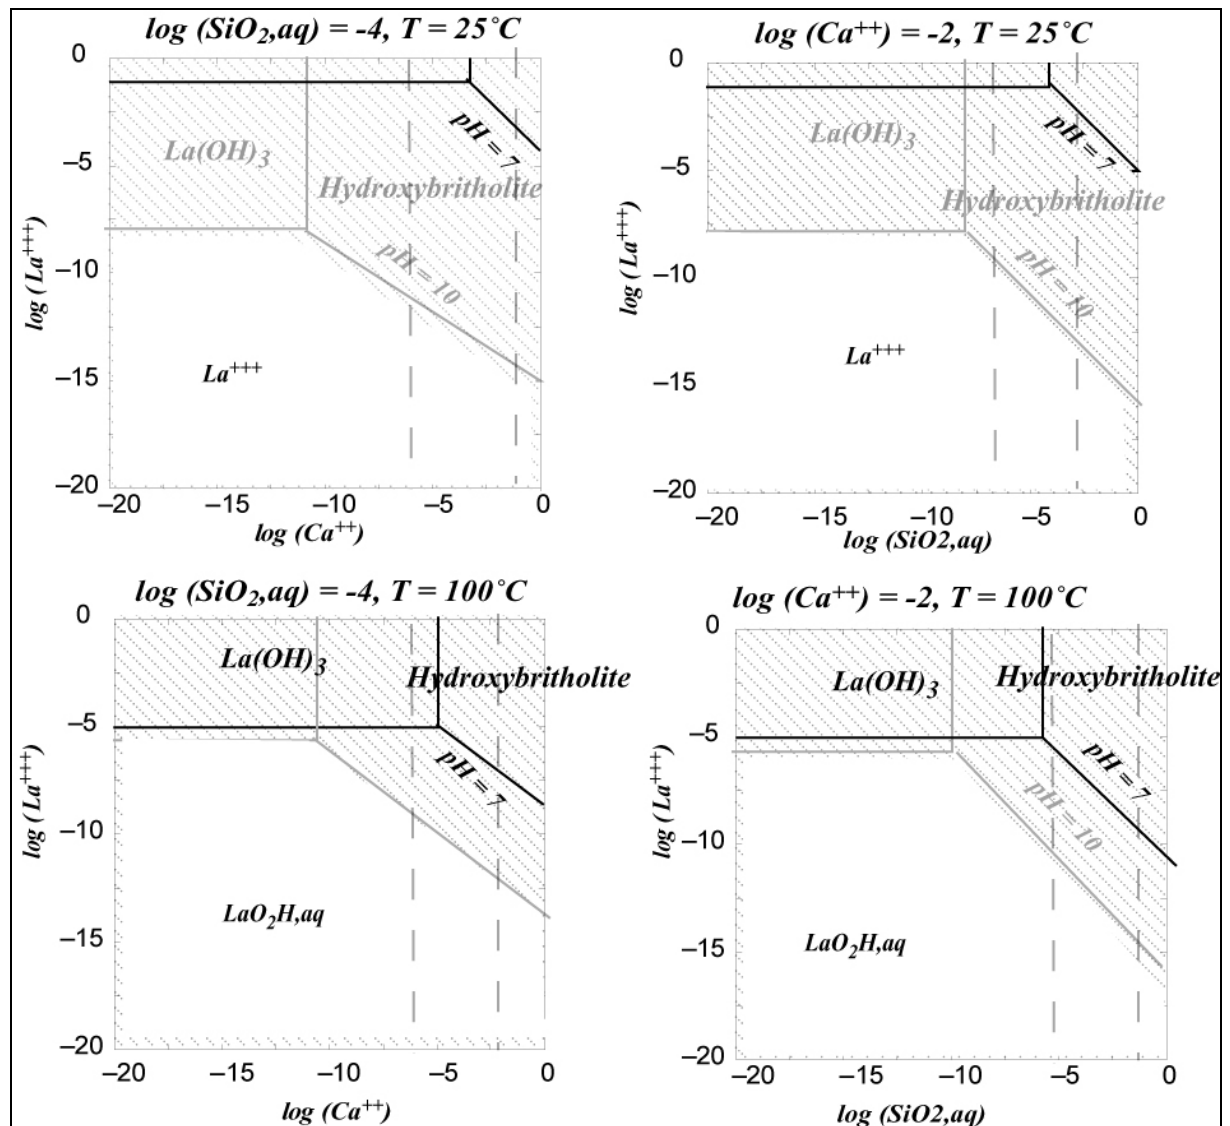 log (SiO2,aq) = -4, T = 25˚C
0
−5
−10
−15
−20
log (La+++)
La(OH)3
pH = 7
Hydroxybritholite
pH = 10
La+++
−20 −15 −10 −5 0
log (Ca++)
log (Ca++) = -2, T = 25˚C
0
−5
−10
−15
−20
log (La+++)
La(OH)3
pH = 7
Hydroxybritholite
pH = 10
La+++
−20 −15 −10 −5 0
log (SiO2,aq)
log (SiO2,aq) = -4, T = 100˚C
0
−5
−10
−15
−20
log (La+++)
La(OH)3
Hydroxybritholite
pH = 7
LaO2H,aq
−20 −15 −10 −5 0
log (Ca++)
log (Ca++) = -2, T = 100˚C
0
−5
−10
−15
−20
log (La+++)
La(OH)3
Hydroxybritholite
pH = 7
pH = 10
LaO2H,aq
−20 −15 −10 −5 0
log (SiO2,aq)